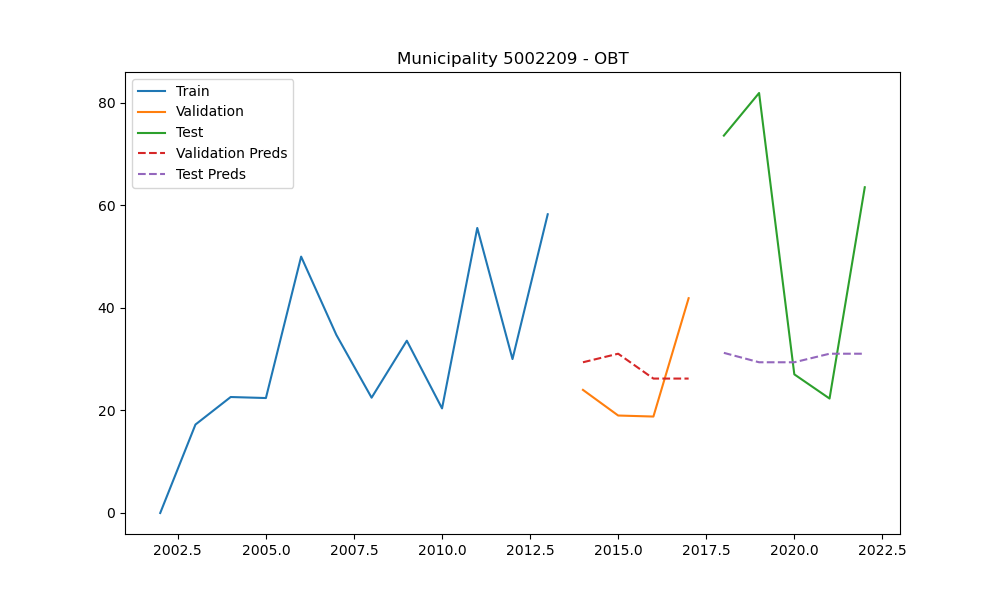 Municipality 5002209 - OBT
Train
Validation
Test
Validation Preds
Test Preds
80
60
40
20
0
2002.5 2005.0 2007.5 2010.0 2012.5 2015.0 2017.5 2020.0 2022.5